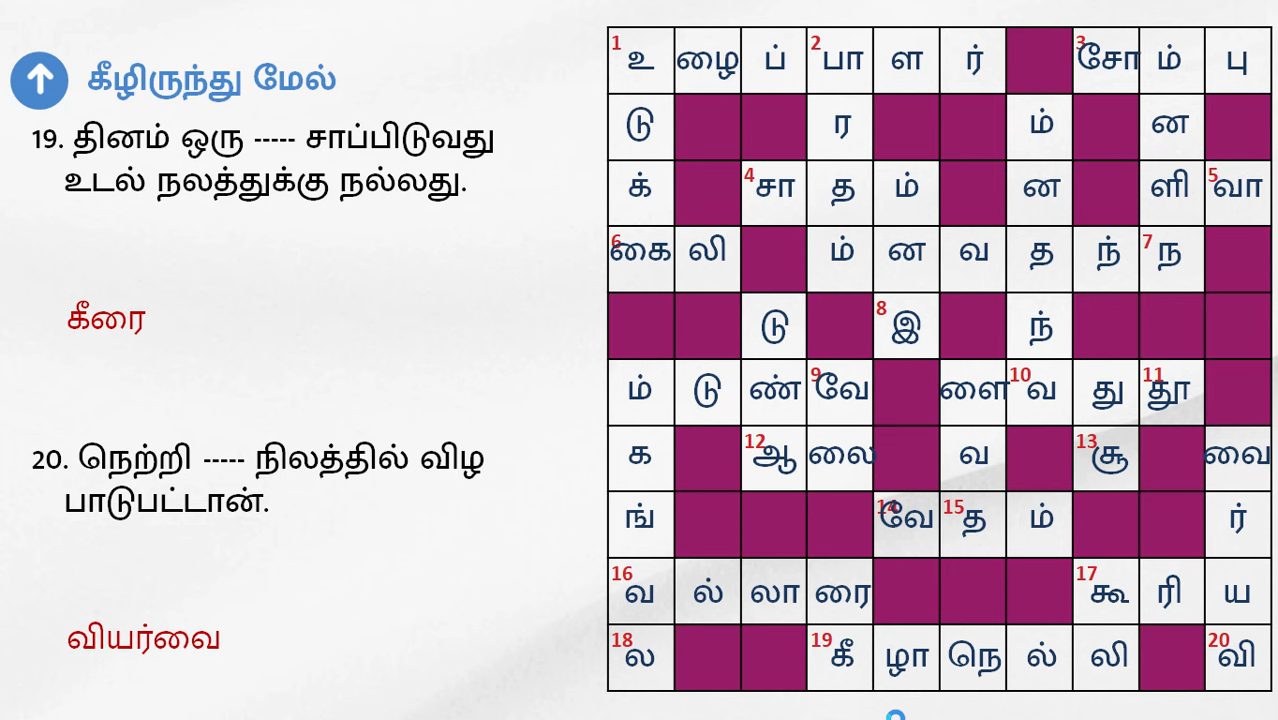 கீழிருந்து மேல்
19. தினம் ஒரு ----- சாப்பிடுவது
உடல் நலத்துக்கு நல்லது.
கீரை
20. நெற்றி ----- நிலத்தில் விழ
பாடுபட்டான்.
வியர்வை
1 உ ழை ப் 2 பா ள ர் 3 சோ ம் பு
டு ர ம் ன
க் 4 சா த ம் ன ளி 5 வா
6 கை லி ம் ன வ த ந் 7 ந
டு 8 இ ந்
ம் டு ண் 9 வே ளை 10 வ து 11 தூ
க 12 ஆ லை வ 13 சூ வை
ங் 14 வே 15 த ம் ர்
16 வ ல் லா ரை 17 கூ ரி ய
18 ல 19 கீ ழா நெ ல் லி 20 வி